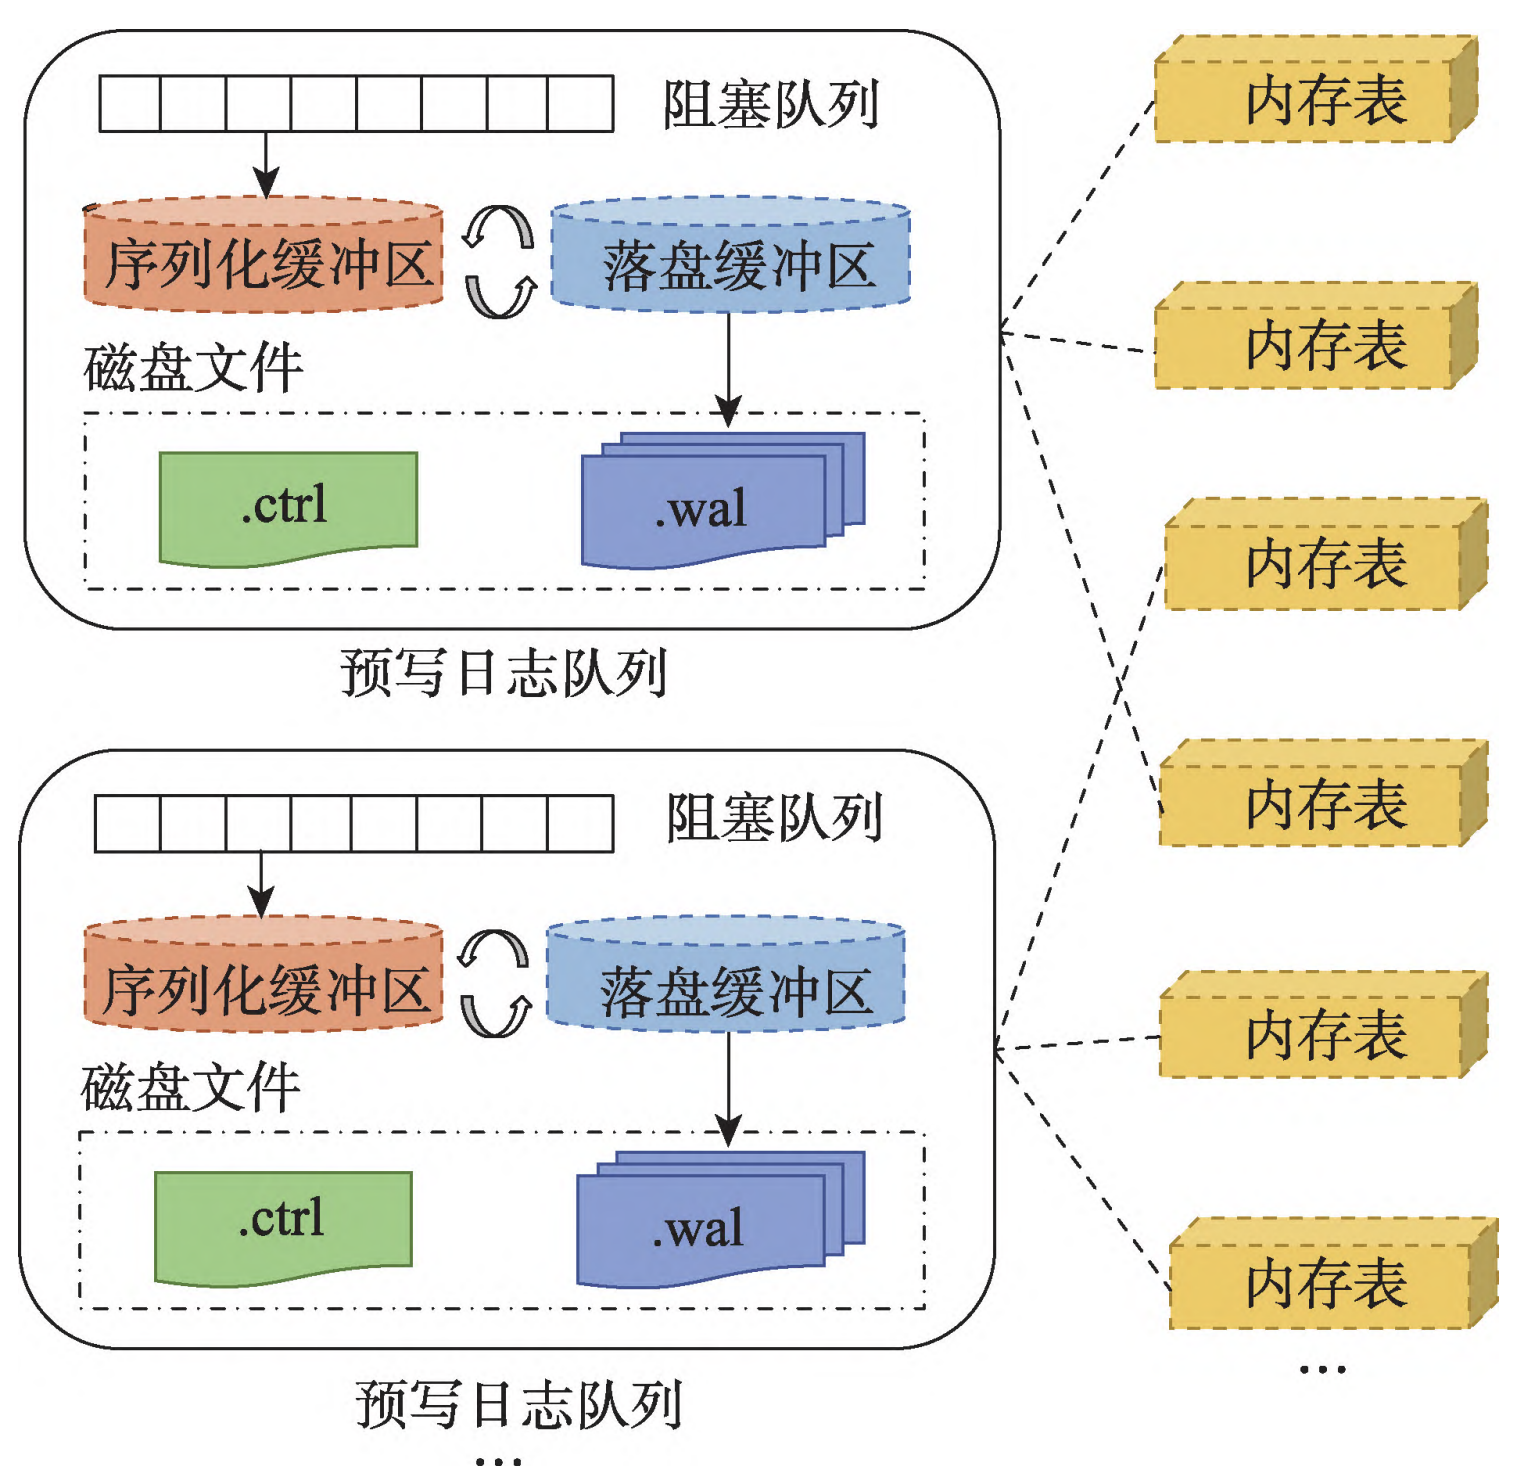 阻塞队列
序列化缓冲区
落盘缓冲区
磁盘文件
.ctrl
.wal
预写日志队列
阻塞队列
序列化缓冲区
落盘缓冲区
磁盘文件
.ctrl
.wal
预写日志队列
...
内存表
内存表
内存表
内存表
内存表
内存表
...